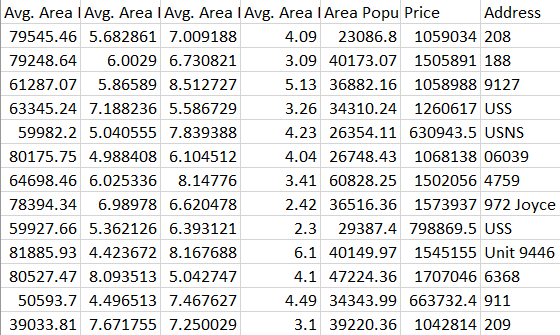 Avg. Area I Avg. Area I Avg. Area I Avg. Area I Area Popu Price Address
79545.46 5.682861 7.009188 4.09 23086.8 1059034 208
79248.64 6.0029 6.730821 3.09 40173.07 1505891 188
61287.07 5.86589 8.512727 5.13 36882.16 1058988 9127
63345.24 7.188236 5.586729 3.26 34310.24 1260617 USS
59982.2 5.040555 7.839388 4.23 26354.11 630943.5 USNS
80175.75 4.988408 6.104512 4.04 26748.43 1068138 06039
64698.46 6.025336 8.14776 3.41 60828.25 1502056 4759
78394.34 6.98978 6.620478 2.42 36516.36 1573937 972 Joyce
59927.66 5.362126 6.393121 2.3 29387.4 798869.5 USS
81885.93 4.423672 8.167688 6.1 40149.97 1545155 Unit 9446
80527.47 8.093513 5.042747 4.1 47224.36 1707046 6368
50593.7 4.496513 7.467627 4.49 34343.99 663732.4 911
39033.81 7.671755 7.250029 3.1 39220.36 1042814 209